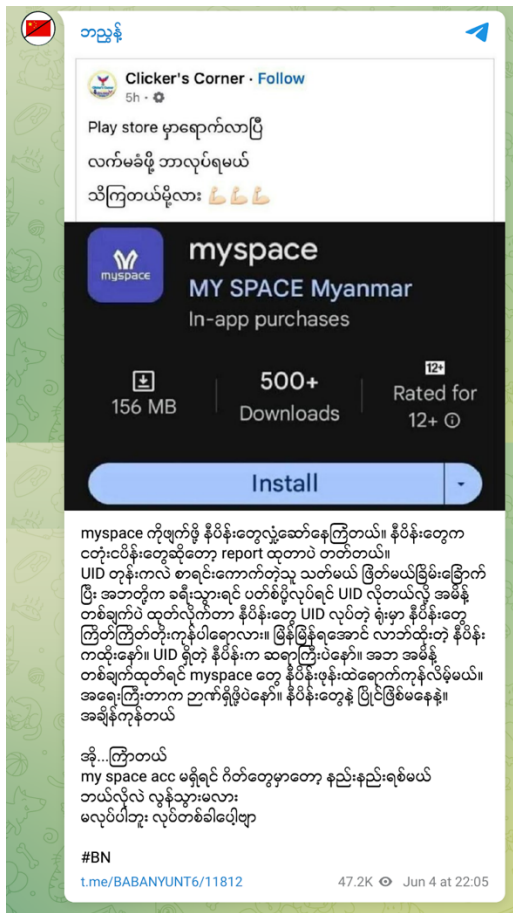 ဘညွန့်
Clicker's Corner · Follow
5h ·
Play store မှာရောက်လာပြီ
လက်မခံဖို့ ဘာလုပ်ရမယ်
သိကြတယ်မို့လား 💪🏻💪🏻💪🏻
myspace
myspace
MY SPACE Myanmar
In-app purchases
156 MB
500+
Downloads
12+
Rated for
12+
Install
myspace ကိုဖျက်ဖို့ နီပိန်းတွေလှုံ့ဆော်နေကြတယ်။ နီပိန်းတွေက
ငတုံးငပိန်းတွေဆိုတော့ report ထုတာပဲ တတ်တယ်။
UID တုန်းကလဲ စာရင်းကောက်တဲ့သူ သတ်မယ် ဖြတ်မယ်ခြိမ်းခြောက်
ပြီး အဘတို့က ခရီးသွားရင် ပတ်စ်ပို့လုပ်ရင် UID လိုတယ်လို့ အမိန့်
တစ်ချက်ပဲ ထုတ်လိုက်တာ နီပိန်းတွေ UID လုပ်တဲ့ ရုံးမှာ နီပိန်းတွေ
ကြိတ်ကြိတ်တိုးကုန်ပါရောလား။ မြန်မြန်ရအောင် လာဘ်ထိုးတဲ့ နီပိန်း
ကထိုးနော်။ UID ရှိတဲ့ နီပိန်းက ဆရာကြီးပဲနော်။ အဘ အမိန့်
တစ်ချက်ထုတ်ရင် myspace တွေ နီပိန်းဖုန်းထဲရောက်ကုန်လိမ့်မယ်။
အရေးကြီးတာက ဉာဏ်ရှိဖို့ပဲနော်။ နီပိန်းတွေနဲ့ ပြိုင်ဖြစ်မနေနဲ့။
အချိန်ကုန်တယ်
အို...ကြာတယ်
my space acc မရှိရင် ဂိတ်တွေမှာတော့ နည်းနည်းရစ်မယ်
ဘယ်လိုလဲ လွန်သွားမလား
မလုပ်ပါဘူး လုပ်တစ်ခါပေါ့ဗျာ
#BN
t.me/BABANYUNT6/11812
47.2K Jun 4 at 22:05